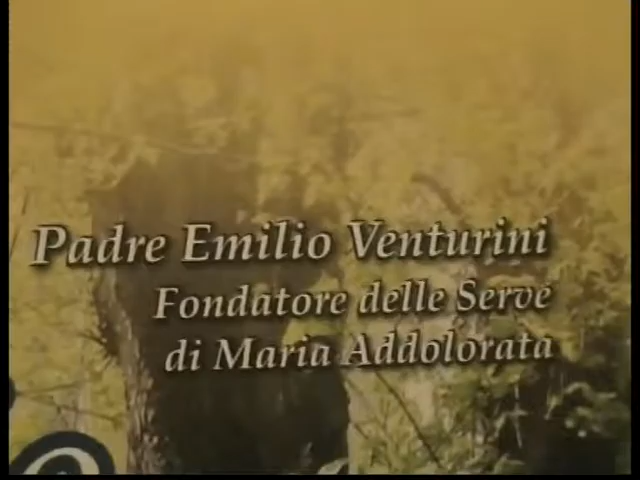 Padre Emilio Venturini
Fondatore delle Serve
di Maria Addolorata